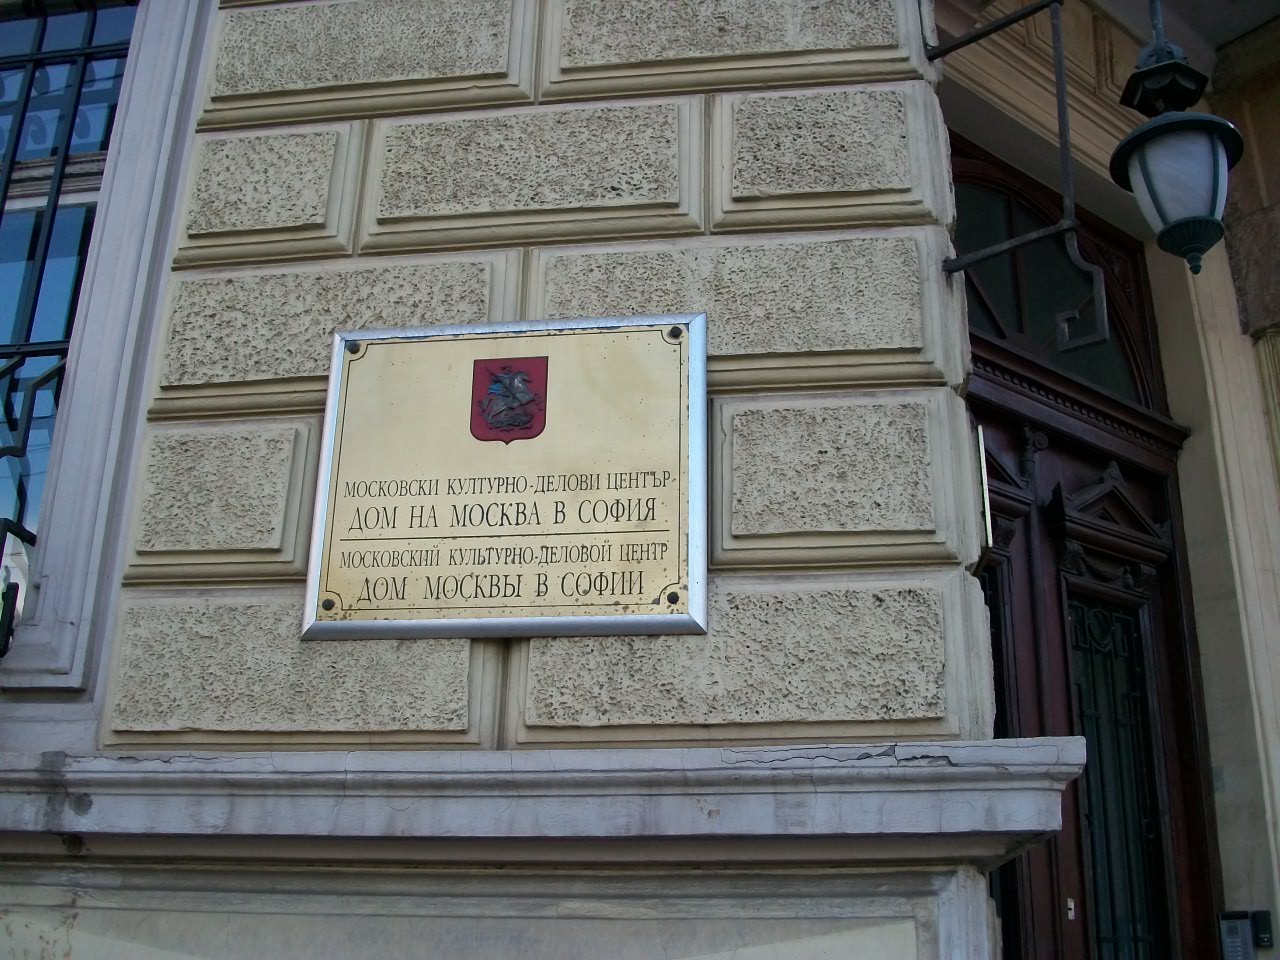 МОСКОВСКИ КУЛТУРНО-ДЕЛОВИ ЦЕНТЪР
ДОМ НА МОСКВА В СОФИЯ
МОСКОВСКИЙ КУЛЬТУРНО-ДЕЛОВОЙ ЦЕНТР
ДОМ МОСКВЫ В СОФИИ